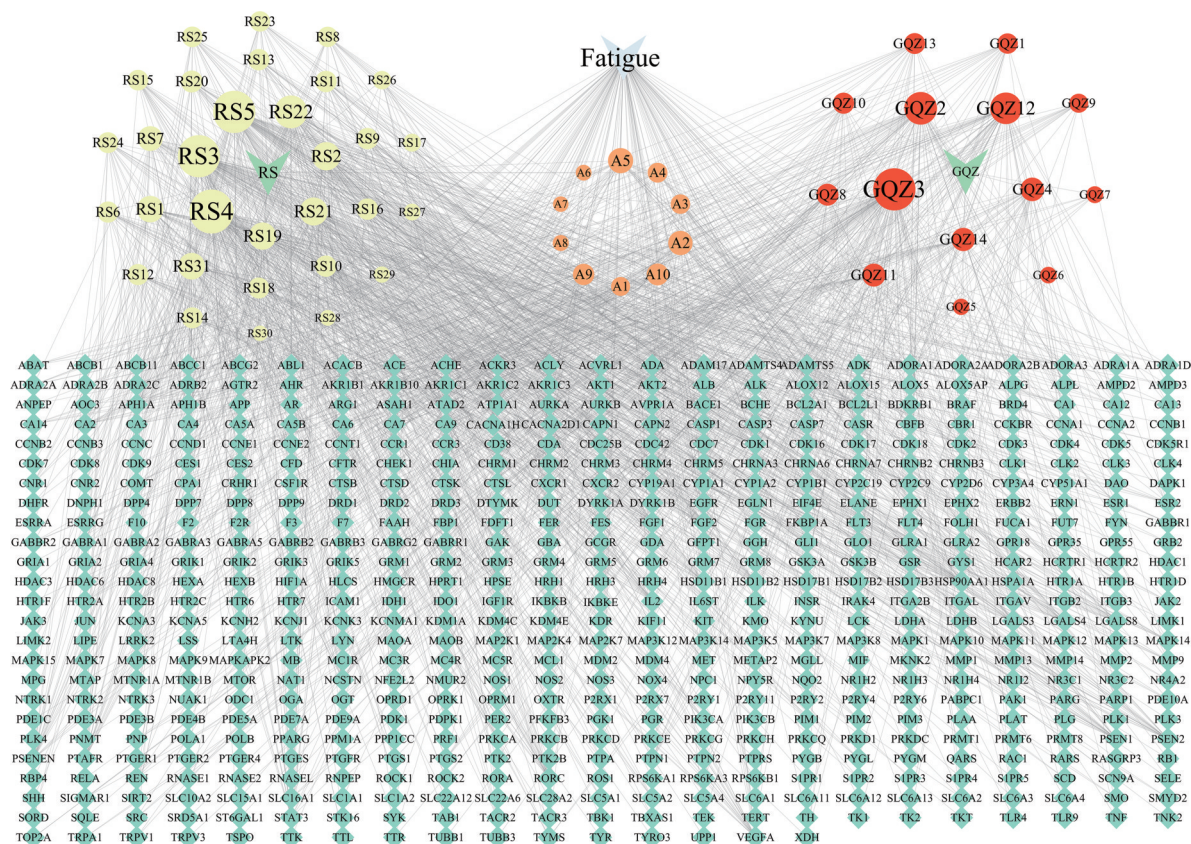 RS23
RS25 RS8
RS13
RS15 RS20 RS11 RS26
RS5 RS22
RS24 RS7 RS9 RS17
RS3 RS2
RS
RS6 RS1 RS4 RS21 RS16 RS27
RS19
RS12 RS31 RS10 RS29
RS18
RS14 RS30 RS28
Fatigue
A5
A6 A4
A7 A3
A8 A2
A9 A10
A1
GQZ13 GQZ1
GQZ10 GQZ2 GQZ12 GQZ9
GQZ
GQZ8 GQZ3 GQZ4 GQZ7
GQZ14
GQZ11 GQZ6
GQZ5
ABAT ABCB1 ABCB11 ABCC1 ABCG2 ABL1 ACACB ACE ACHE ACKR3 ACLY ACVRL1 ADA ADAM17 ADAMTS4 ADAMTS5 ADK ADORA1 ADORA2A ADORA2B ADORA3 ADRA1A ADRA1D
ADRA2A ADRA2B ADRA2C ADRB2 AGTR2 AHR AKR1B1 AKR1B10 AKR1C1 AKR1C2 AKR1C3 AKT1 AKT2 ALB ALK ALOX12 ALOX15 ALOX5 ALOX5AP ALPG ALPL AMPD2 AMPD3
ANPEP AOC3 APH1A APH1B APP AR ARG1 ASAH1 ATAD2 ATP1A1 AURKA AURKB AVPR1A BACE1 BCHE BCL2A1 BCL2L1 BDKRB1 BRAF BRD4 CA1 CA12 CA13
CA14 CA2 CA3 CA4 CA5A CA5B CA6 CA7 CA9 CACNA1H CACNA2D1 CAPN1 CAPN2 CASP1 CASP3 CASP7 CASR CBFB CBR1 CCKBR CCNA1 CCNA2 CCNB1
CCNB2 CCNB3 CCNC CCND1 CCNE1 CCNE2 CCNT1 CCR1 CCR3 CD38 CDA CDC25B CDC42 CDC7 CDK1 CDK16 CDK17 CDK18 CDK2 CDK3 CDK4 CDK5 CDK5R1
CDK7 CDK8 CDK9 CES1 CES2 CFD CFTR CHEK1 CHIA CHRM1 CHRM2 CHRM3 CHRM4 CHRM5 CHRNA3 CHRNA6 CHRNA7 CHRNB2 CHRNB3 CLK1 CLK2 CLK3 CLK4
CNR1 CNR2 COMT CPA1 CRHR1 CSF1R CTSB CTSD CTSK CTSL CXCR1 CXCR2 CYP19A1 CYP1A1 CYP1A2 CYP1B1 CYP2C19 CYP2C9 CYP2D6 CYP3A4 CYP51A1 DAO DAPK1
DHFR DNPH1 DPP4 DPP7 DPP8 DPP9 DRD1 DRD2 DRD3 DTYMK DUT DYRK1A DYRK1B EGFR EGLN1 EIF4E ELANE EPHX1 EPHX2 ERBB2 ERN1 ESR1 ESR2
ESRRA ESRRG F10 F2 F2R F3 F7 FAAH FBP1 FDFT1 FER FES FGF1 FGF2 FGR FKBP1A FLT3 FLT4 FOLH1 FUCA1 FUT7 FYN GABBR1
GABBR2 GABRA1 GABRA2 GABRA3 GABRA5 GABRB2 GABRB3 GABRG2 GABRR1 GAK GBA GCGR GDA GFPT1 GGH GLI1 GLO1 GLRA1 GLRA2 GPR18 GPR35 GPR55 GRB2
GRIA1 GRIA2 GRIA4 GRIK1 GRIK2 GRIK3 GRIK5 GRM1 GRM2 GRM3 GRM4 GRM5 GRM6 GRM7 GRM8 GSK3A GSK3B GYS1 HCAR2 HCRTR1 HCRTR2 HDAC1
HDAC3 HDAC6 HDAC8 HEXA HEXB HIF1A HLCS HMGCR HPRT1 HPSE HRH1 HRH3 HRH4 HSD11B1 HSD11B2 HSD17B1 HSD17B2 HSD17B3 HSP90AA1 HSPA1A HTR1A HTR1B HTR1D
HTR1F HTR2A HTR2B HTR2C HTR6 HTR7 ICAM1 IDH1 IDO1 IGF1R IKBKB IKBKE IL2 IL6ST ILK INSR IRAK4 ITGA2B ITGAL ITGAV ITGB2 ITGB3 JAK2
JAK3 JUN KCNA3 KCNA5 KCNH2 KCNJ1 KCNK3 KCNMA1 KDM1A KDM4C KDM4E KDR KIF11 KIT KMO KYNU LCK LDHA LDHB LGALS3 LGALS4 LGALS8 LIMK1
LIMK2 LIPE LRRK2 LSS LTA4H LTK LYN MAOA MAOB MAP2K1 MAP2K4 MAP2K7 MAP3K12 MAP3K14 MAP3K5 MAP3K7 MAP3K8 MAPK1 MAPK10 MAPK11 MAPK12 MAPK13 MAPK14
MAPK15 MAPK7 MAPK8 MAPK9 MAPKAPK2 MB MC1R MC3R MC4R MC5R MCL1 MDM2 MDM4 MET METAP2 MGLL MIF MKNK2 MMP1 MMP13 MMP14 MMP2 MMP9
MPG MTAP MTNR1A MTNR1B MTOR NAT1 NCSTN NFE2L2 NMUR2 NOS1 NOS2 NOS3 NOX4 NPC1 NPY5R NQO2 NR1H2 NR1H3 NR1H4 NR1I2 NR3C1 NR3C2 NR4A2
NTRK1 NTRK2 NTRK3 NUAK1 ODC1 OGA OGT OPRD1 OPRK1 OPRM1 OXTR P2RX1 P2RX7 P2RY1 P2RY11 P2RY2 P2RY4 P2RY6 PABPC1 PAK1 PARG PARP1 PDE10A
PDE1C PDE3A PDE3B PDE4B PDE5A PDE7A PDE9A PDK1 PDPK1 PER2 PFKFB3 PGK1 PGR PIK3CA PIK3CB PIM1 PIM2 PIM3 PLAA PLAT PLG PLK1 PLK3
PLK4 PNMT PNP POLA1 POLB PPARG PPM1A PPP1CC PRF1 PRKCA PRKCB PRKCD PRKCE PRKCG PRKCH PRKCQ PRKD1 PRKDC PRMT1 PRMT6 PRMT8 PSEN1 PSEN2
PSENEN PTAFR PTGER1 PTGER2 PTGER4 PTGES PTGFR PTGS1 PTGS2 PTK2 PTPA PTPN1 PTPN2 PTPRS PYGB PYGL PYGM QARS RAC1 RARS RASGRP3 RB1
RBP4 RELA REN RNASE1 RNASE2 RNASEL RNPEP ROCK1 ROCK2 RORA RORC ROS1 RPS6KA1 RPS6KA3 RPS6KB1 S1PR1 S1PR2 S1PR3 S1PR4 S1PR5 SCD SCN9A SELE
SHH SIGMAR1 SIRT2 SLC10A2 SLC15A1 SLC16A1 SLC1A1 SLC1A2 SLC22A12 SLC22A6 SLC28A2 SLC5A1 SLC5A2 SLC5A4 SLC6A1 SLC6A11 SLC6A12 SLC6A13 SLC6A2 SLC6A3 SLC6A4 SMO SMYD2
SORD SQLE SRC SRD5A1 ST6GAL1 STAT3 STK16 SYK TAB1 TACR2 TACR3 TBK1 TBXAS1 TEK TERT TH TK1 TK2 TKT TLR4 TLR9 TNF TNK2
TOP2A TRPA1 TRPV1 TRPV3 TSPO TTK TTL TTR TUBB1 TUBB3 TYMS TYR TYRO3 UPP1 VEGFA XDH